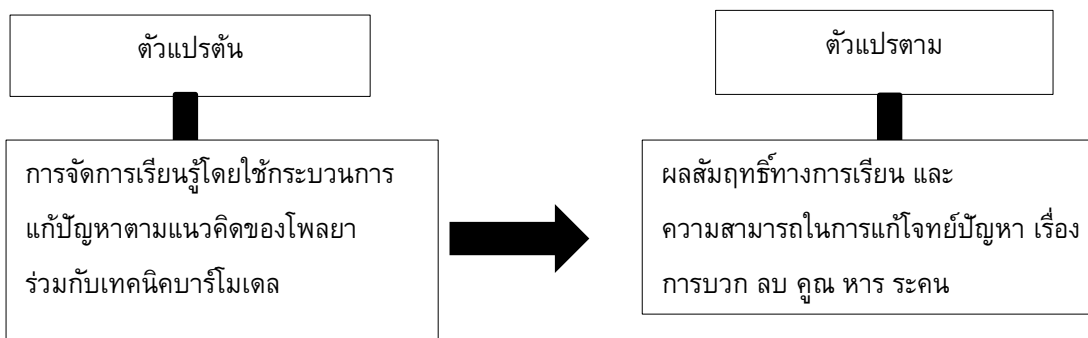 ตัวแปรต้น
ตัวแปรตาม
การจัดการเรียนรู้โดยใช้กระบวนการ
แก้ปัญหาตามแนวคิดของโพลยา
ร่วมกับเทคนิคบาร์โมเดล
ผลสัมฤทธิ์ทางการเรียน และ
ความสามารถในการแก้โจทย์ปัญหา เรื่อง
การบวก ลบ คูณ หาร ระคน